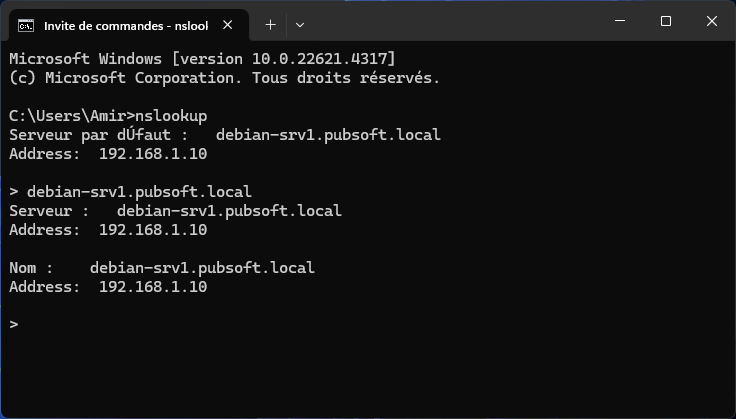 Invite de commandes - nslool
Microsoft Windows [version 10.0.22621.4317]
(c) Microsoft Corporation. Tous droits réservés.
C:\Users\Amir>nslookup
Serveur par dÚfaut :   debian-srv1.pubsoft.local
Address:  192.168.1.10
> debian-srv1.pubsoft.local
Serveur :   debian-srv1.pubsoft.local
Address:  192.168.1.10
Nom :    debian-srv1.pubsoft.local
Address:  192.168.1.10
>